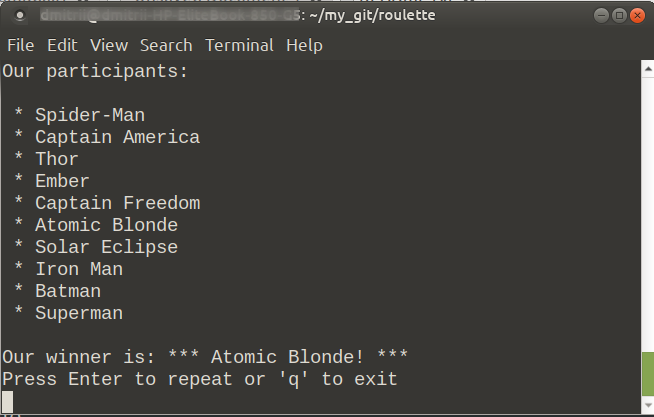 : ~/my_git/roulette
File Edit View Search Terminal Help
Our participants:
* Spider-Man
* Captain America
* Thor
* Ember
* Captain Freedom
* Atomic Blonde
* Solar Eclipse
* Iron Man
* Batman
* Superman
Our winner is: *** Atomic Blonde! ***
Press Enter to repeat or 'q' to exit